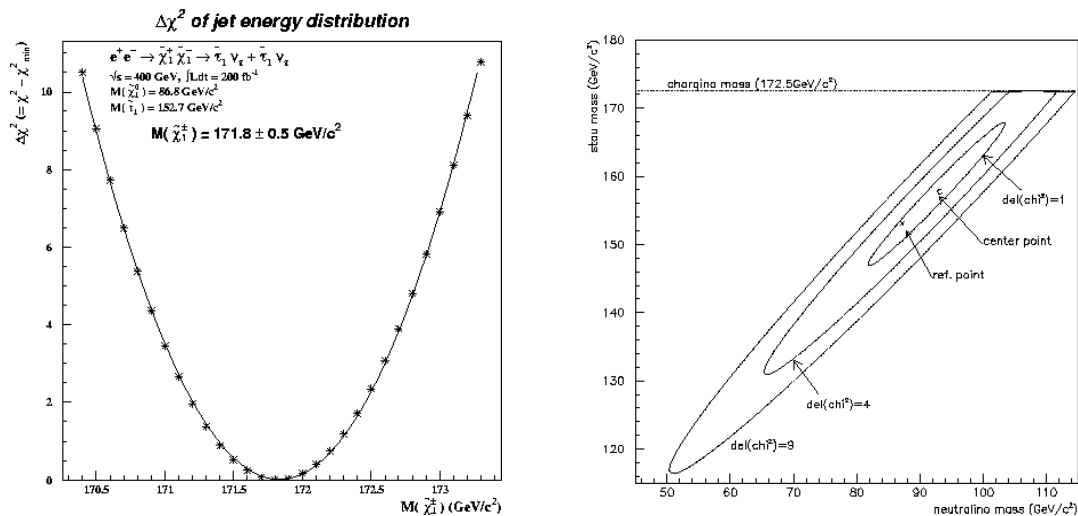 Δχ² of jet energy distribution
Δχ² (= χ² − χ²min)
e⁺e⁻ → χ̃₁⁺ χ̃₁⁻ → τ̃₁ ντ + τ̃₁ ντ
√s = 400 GeV, ∫Ldt = 200 fb⁻¹
M(χ̃₁⁰) = 86.8 GeV/c²
M(τ̃₁) = 152.7 GeV/c²
M(χ̃₁±) = 171.8 ± 0.5 GeV/c²
10
8
6
4
2
0
170.5 171 171.5 172 172.5 173
M(χ̃₁±) (GeV/c²)
stau mass (GeV/c²)
180
170
160
150
140
130
120
chargino mass (172.5GeV/c²)
del(chi²)=1
center point
ref. point
del(chi²)=4
del(chi²)=9
c
x
50 60 70 80 90 100 110
neutralino mass (GeV/c²)